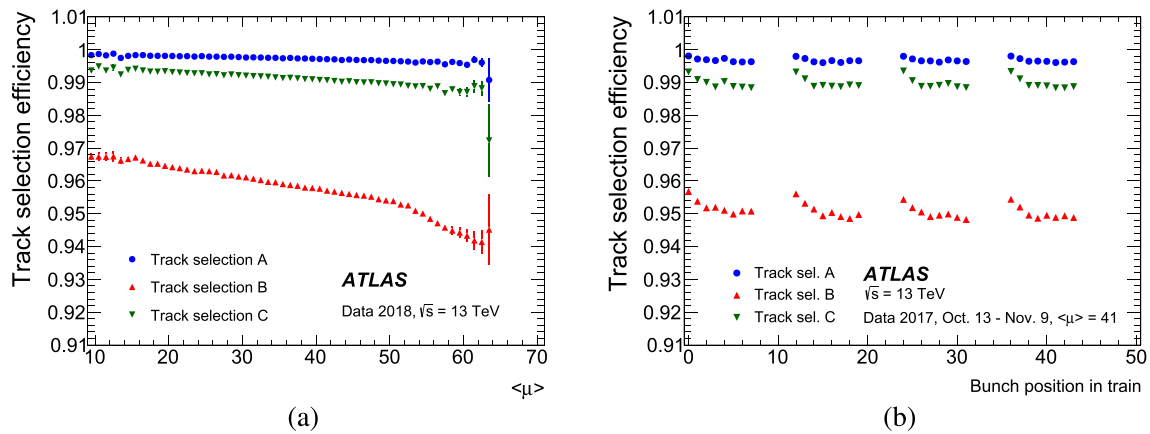 Track selection efficiency
1.01
1
0.99
0.98
0.97
0.96
0.95
0.94
0.93
0.92
0.91
Track selection A
Track selection B
Track selection C
ATLAS
Data 2018, √s = 13 TeV
10 20 30 40 50 60 70
<μ>
(a)
Track selection efficiency
1.01
1
0.99
0.98
0.97
0.96
0.95
0.94
0.93
0.92
0.91
Track sel. A
Track sel. B
Track sel. C
ATLAS
√s = 13 TeV
Data 2017, Oct. 13 - Nov. 9, <μ> = 41
0 10 20 30 40 50
Bunch position in train
(b)